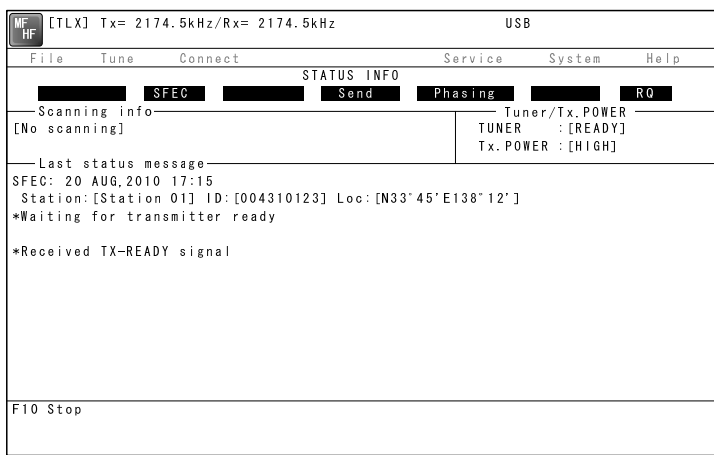 MF
HF
[TLX] Tx= 2174.5kHz/Rx= 2174.5kHz USB
File Tune Connect Service System Help
STATUS INFO
SFEC Send Phasing RQ
Scanning info
[No scanning]
Tuner/Tx.POWER
TUNER :[READY]
Tx.POWER :[HIGH]
Last status message
SFEC: 20 AUG,2010 17:15
Station:[Station 01] ID:[004310123] Loc:[N33°45'E138°12']
*Waiting for transmitter ready
*Received TX-READY signal
F10 Stop